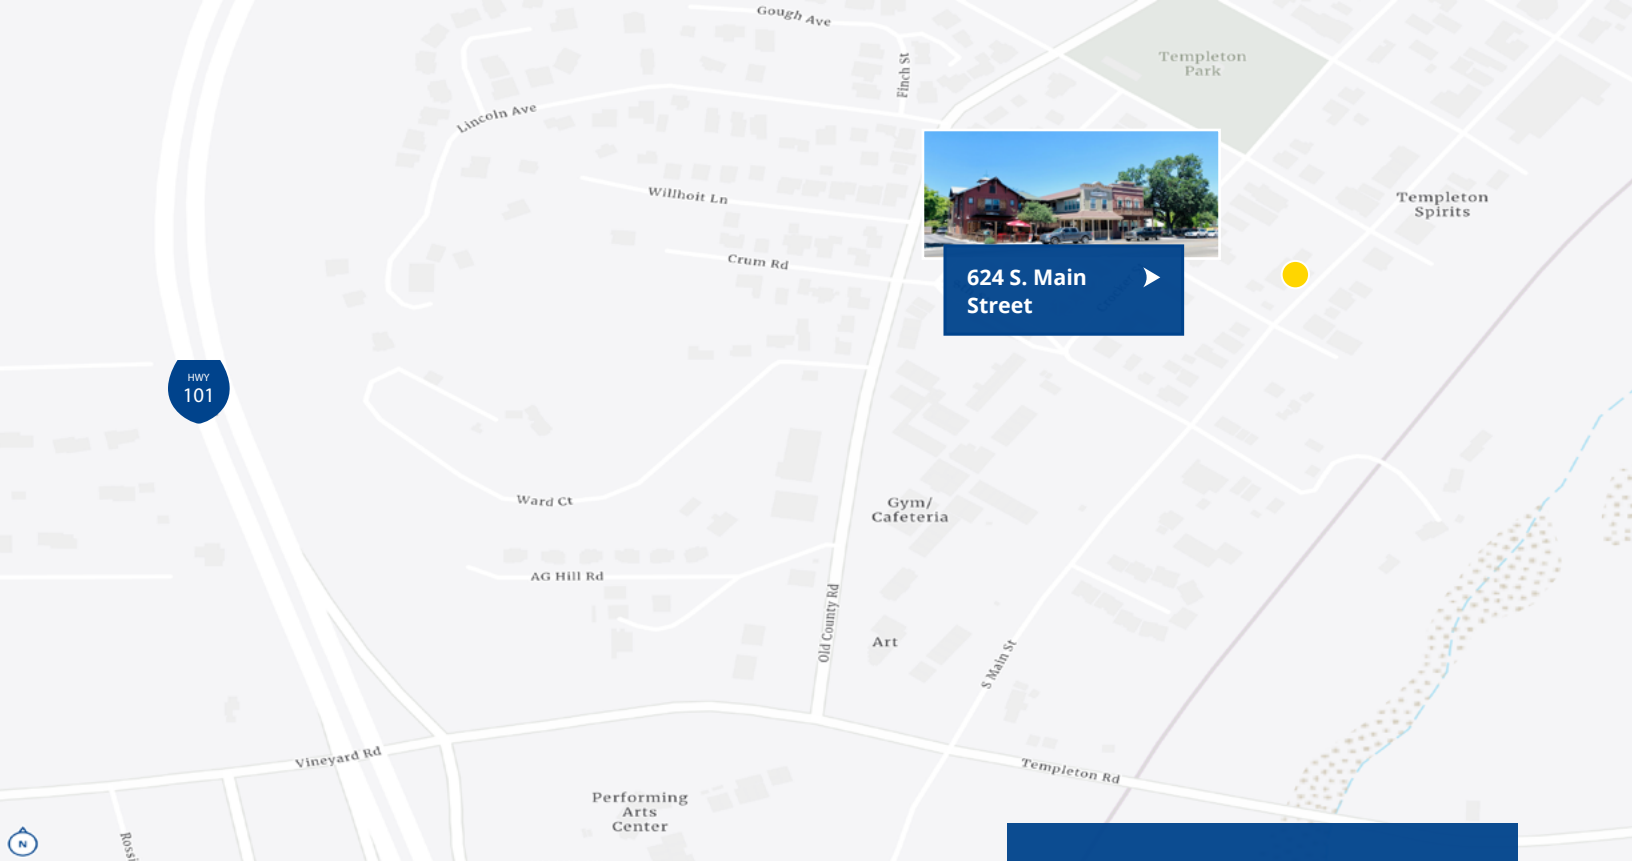 Gough Ave
Finch St
Templeton
Park
Lincoln Ave
Willhoit Ln
Templeton
Spirits
Crum Rd
624 S. Main
Street
HWY
101
Ward Ct
Gym/
Cafeteria
AG Hill Rd
Old County Rd
Art
S Main St
Vineyard Rd
Templeton Rd
Performing
Arts
Center
Rossi
N